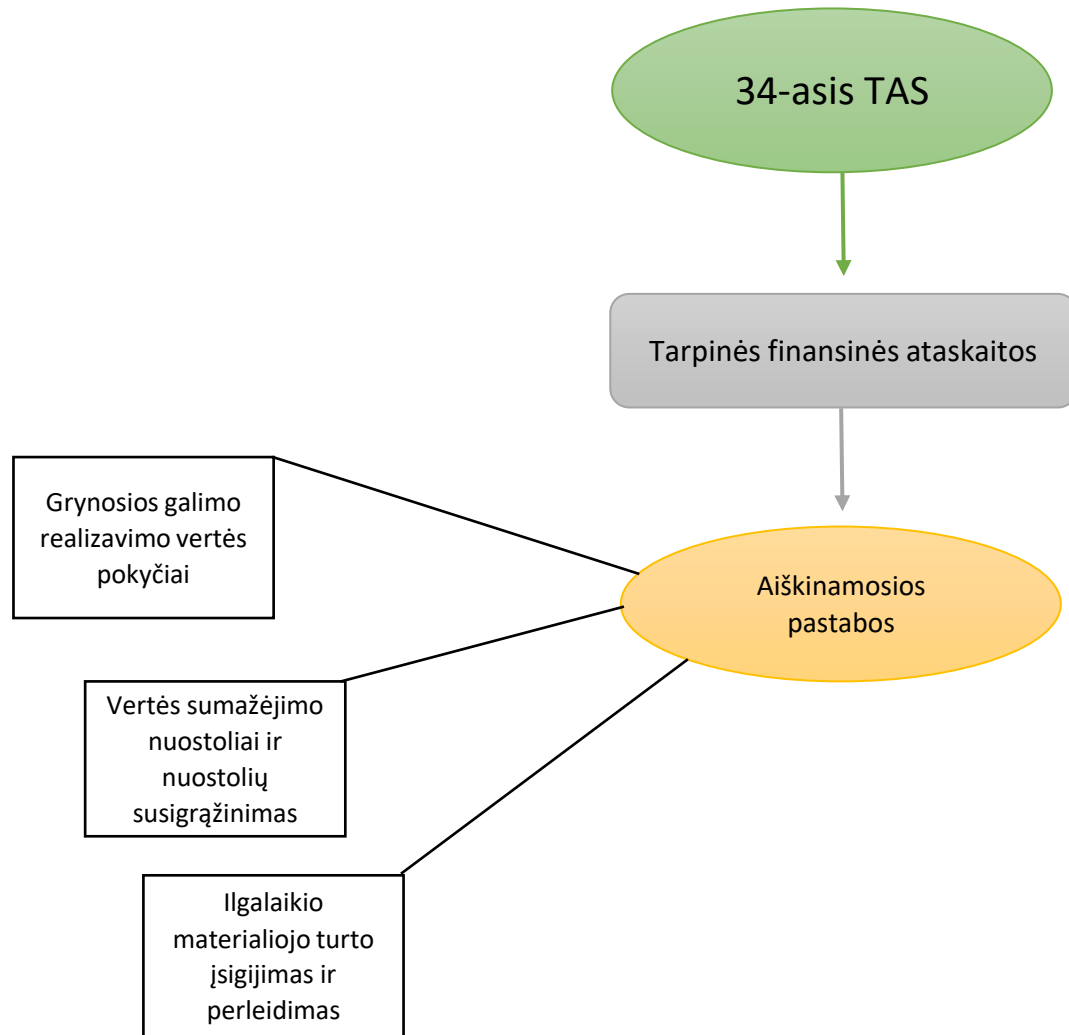 34-asis TAS
Tarpinės finansinės ataskaitos
Aiškinamosios
pastabos
Grynosios galimo
realizavimo vertės
pokyčiai
Vertės sumažėjimo
nuostoliai ir
nuostolių
susigrąžinimas
Ilgalaikio
materialiojo turto
įsigijimas ir
perleidimas